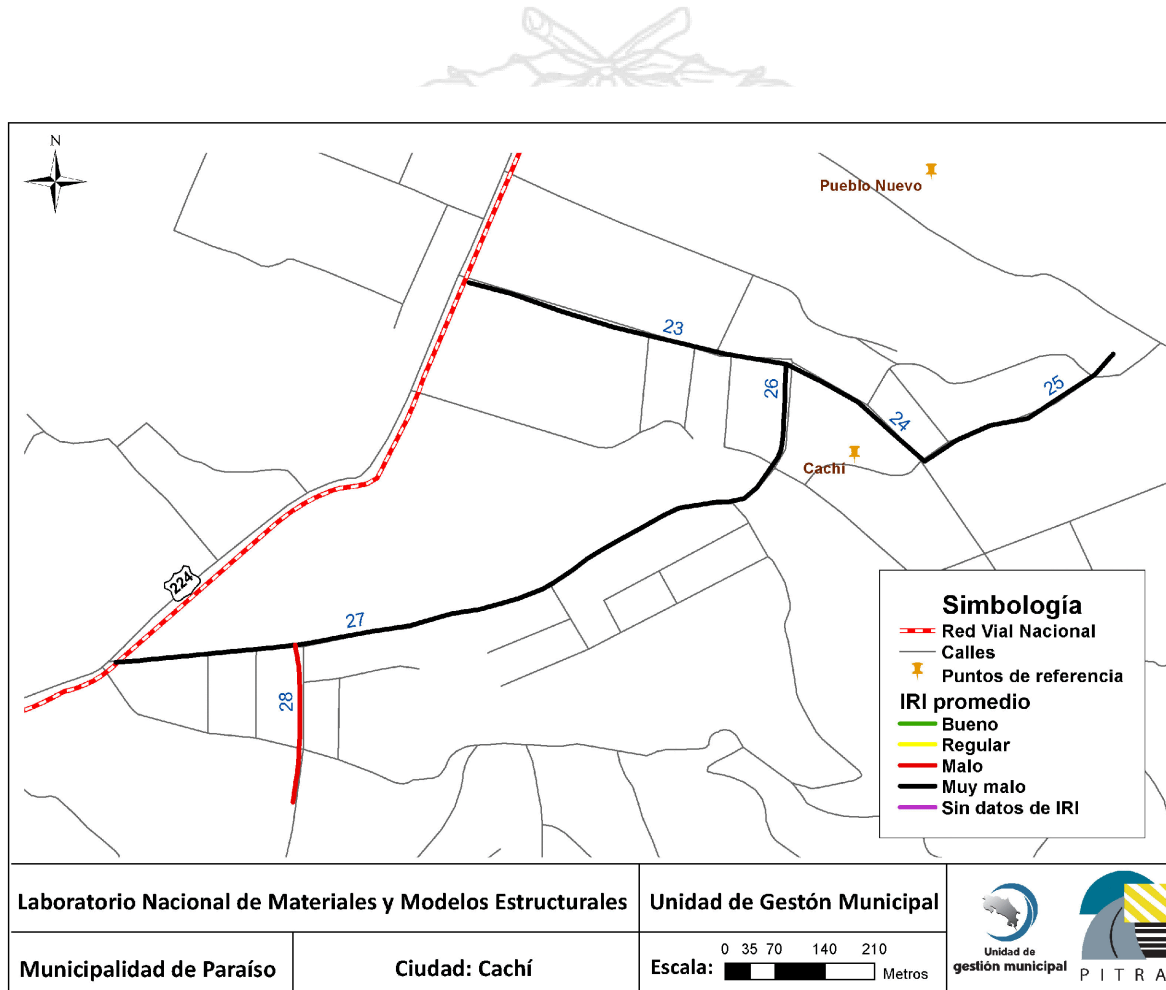 N
Pueblo Nuevo
23
26
25
24
Cachí
224
27
28
Simbología
Red Vial Nacional
Calles
Puntos de referencia
IRI promedio
Bueno
Regular
Malo
Muy malo
Sin datos de IRI
Laboratorio Nacional de Materiales y Modelos Estructurales
Unidad de Gestión Municipal
Municipalidad de Paraíso
Ciudad: Cachí
Escala:
0 35 70 140 210
Metros
Unidad de
gestión municipal
PITRA